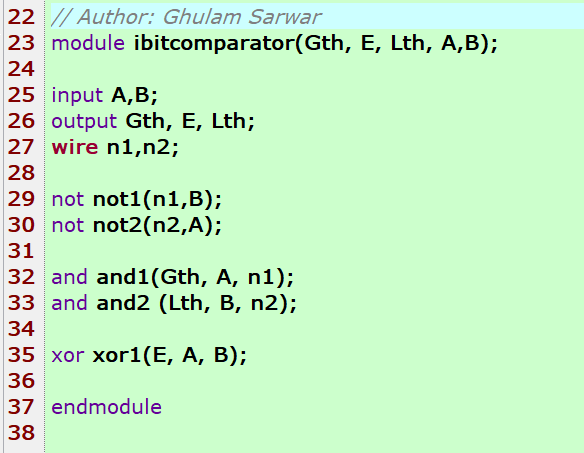 22 // Author: Ghulam Sarwar
23 module ibitcomparator(Gth, E, Lth, A,B);
24
25 input A,B;
26 output Gth, E, Lth;
27 wire n1,n2;
28
29 not not1(n1,B);
30 not not2(n2,A);
31
32 and and1(Gth, A, n1);
33 and and2 (Lth, B, n2);
34
35 xor xor1(E, A, B);
36
37 endmodule
38